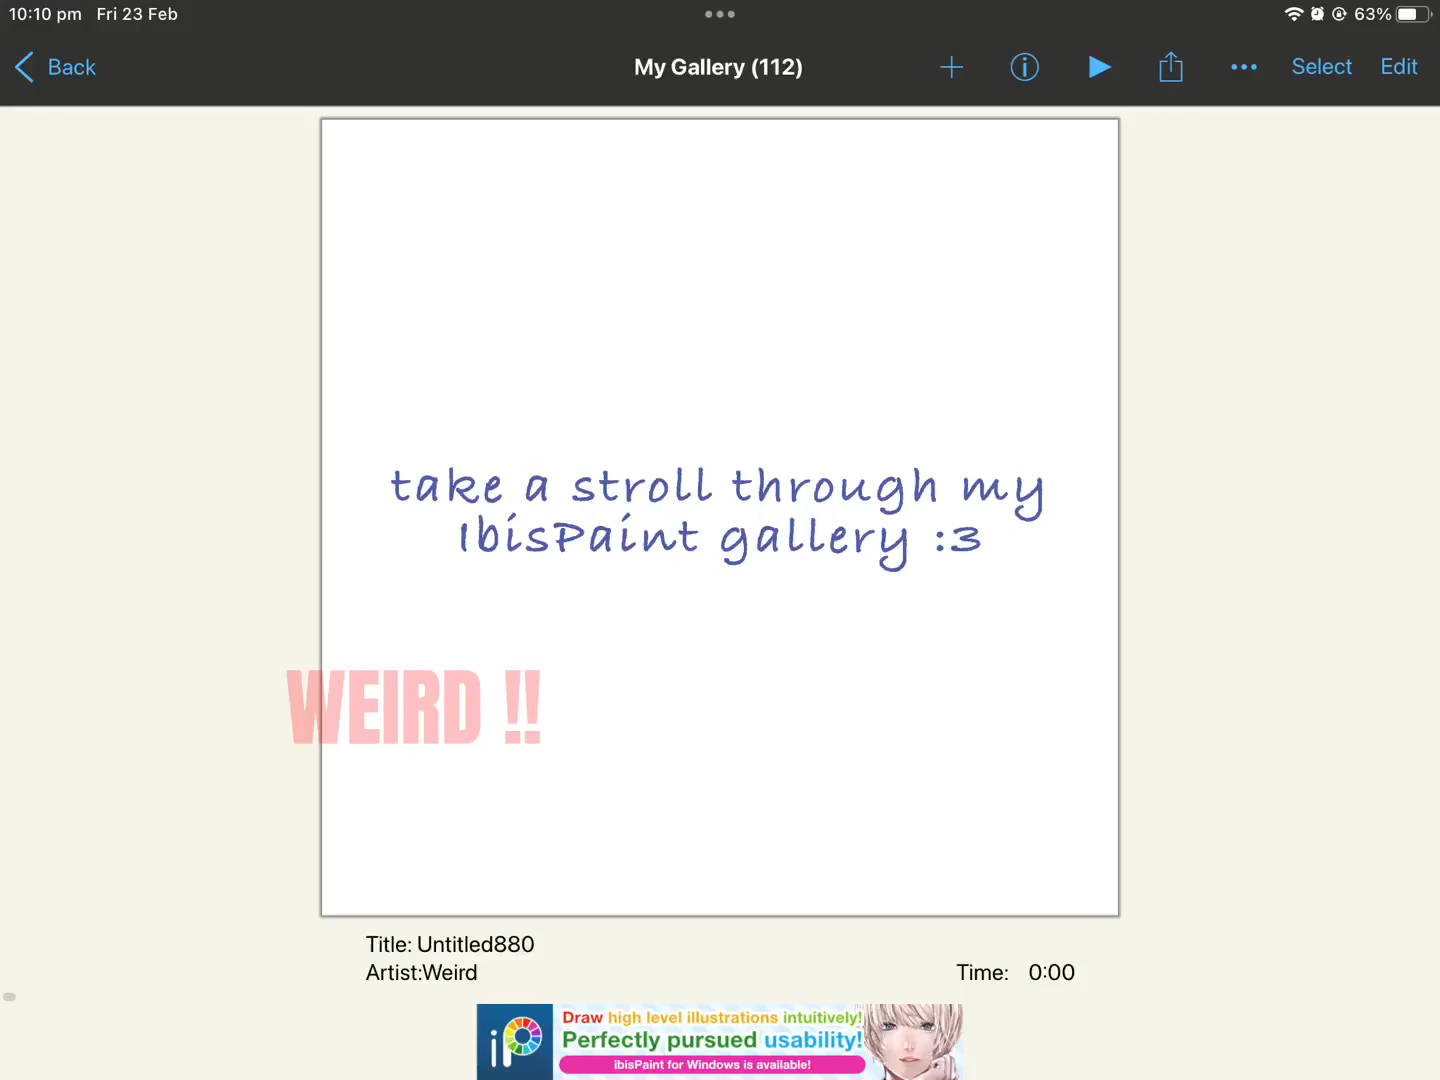 10:10 pm Fri 23 Feb 63%
Back My Gallery (112) Select Edit
take a stroll through my
IbisPaint gallery :3
WEIRD !!
Title: Untitled880
Artist:Weird Time: 0:00
iP
Draw high level illustrations intuitively!
Perfectly pursued usability!
ibisPaint for Windows is available!